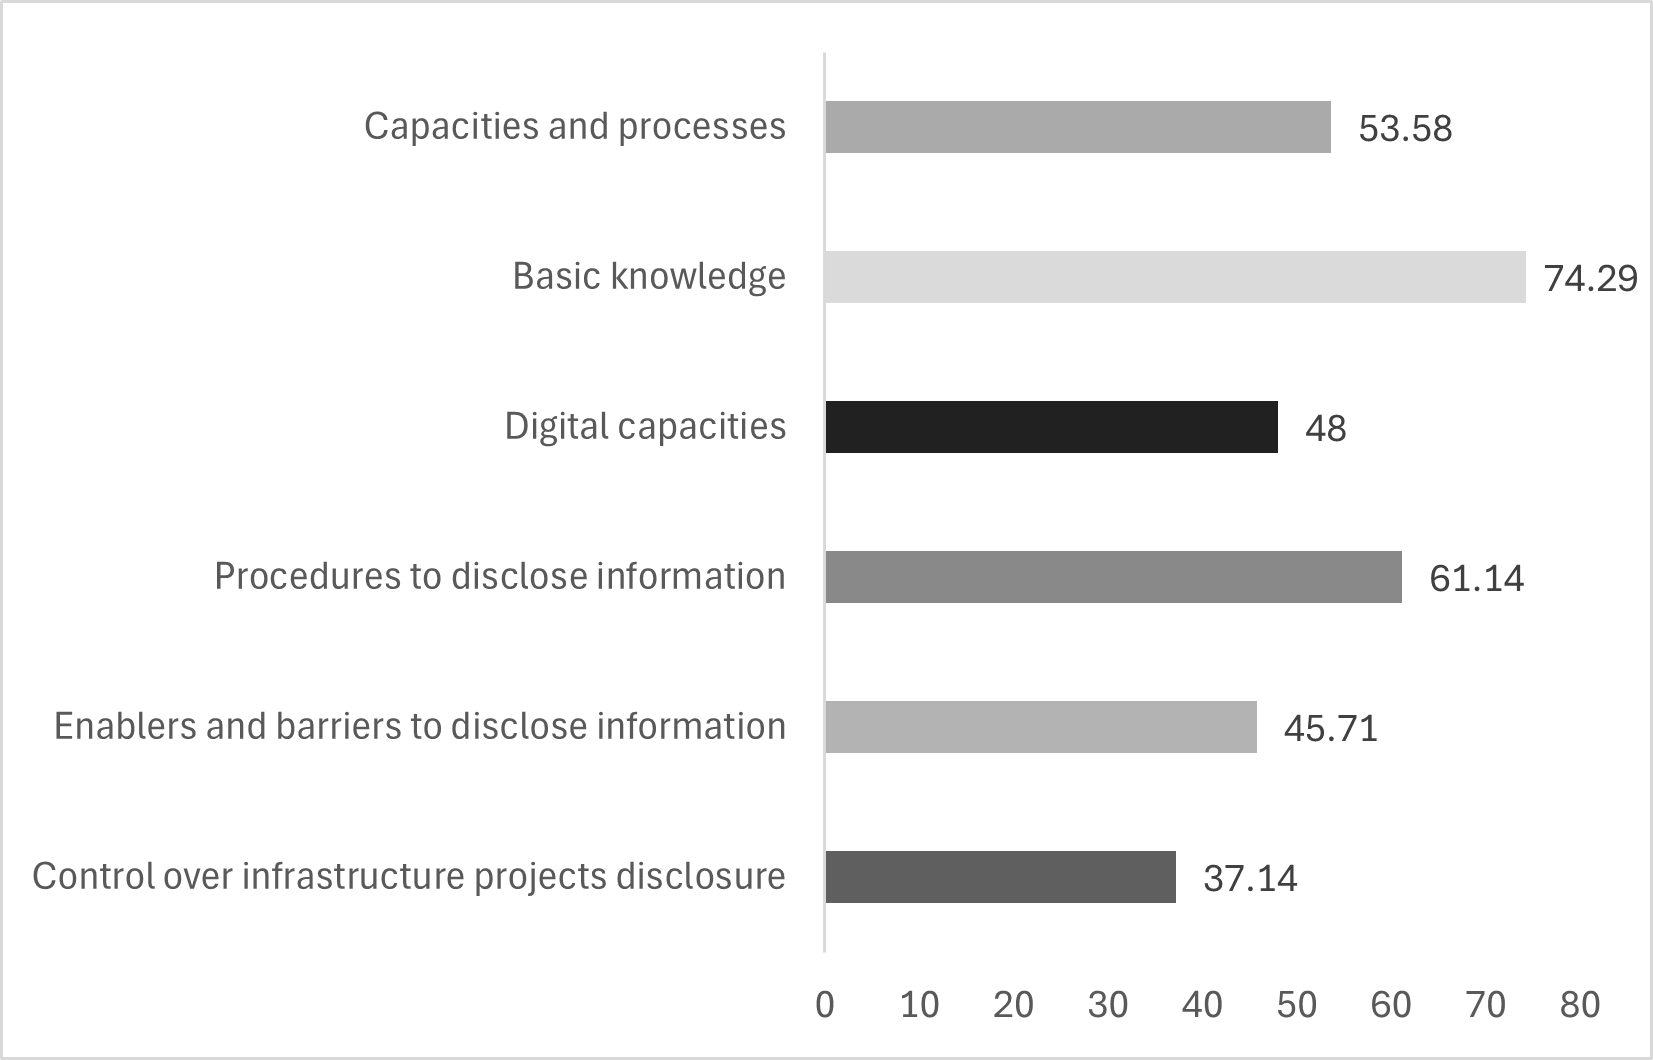 Capacities and processes 53.58
Basic knowledge 74.29
Digital capacities 48
Procedures to disclose information 61.14
Enablers and barriers to disclose information 45.71
Control over infrastructure projects disclosure 37.14
0 10 20 30 40 50 60 70 80